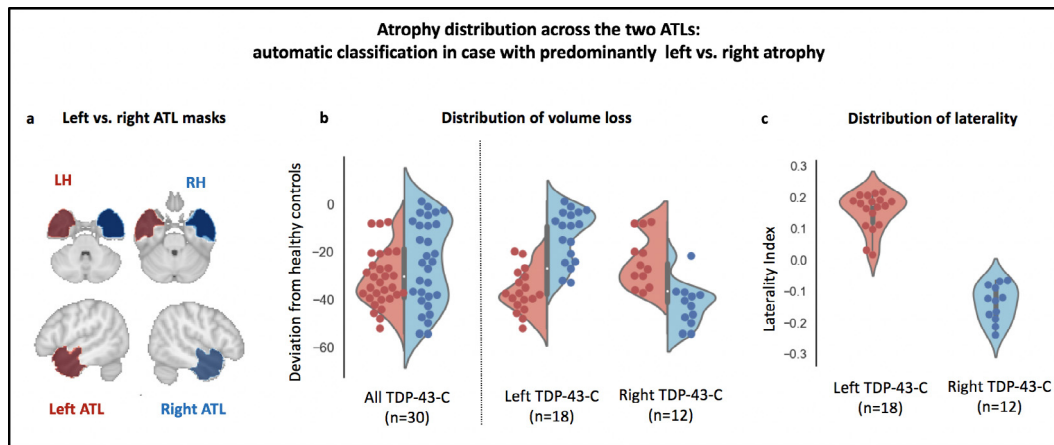 Atrophy distribution across the two ATLs:
automatic classification in case with predominantly left vs. right atrophy
a Left vs. right ATL masks
LH RH
Left ATL Right ATL
b Distribution of volume loss
Deviation from healthy controls
0
−20
−40
−60
All TDP-43-C
(n=30)
Left TDP-43-C
(n=18)
Right TDP-43-C
(n=12)
c Distribution of laterality
Laterality Index
0.3
0.2
0.1
0.0
−0.1
−0.2
−0.3
Left TDP-43-C
(n=18)
Right TDP-43-C
(n=12)